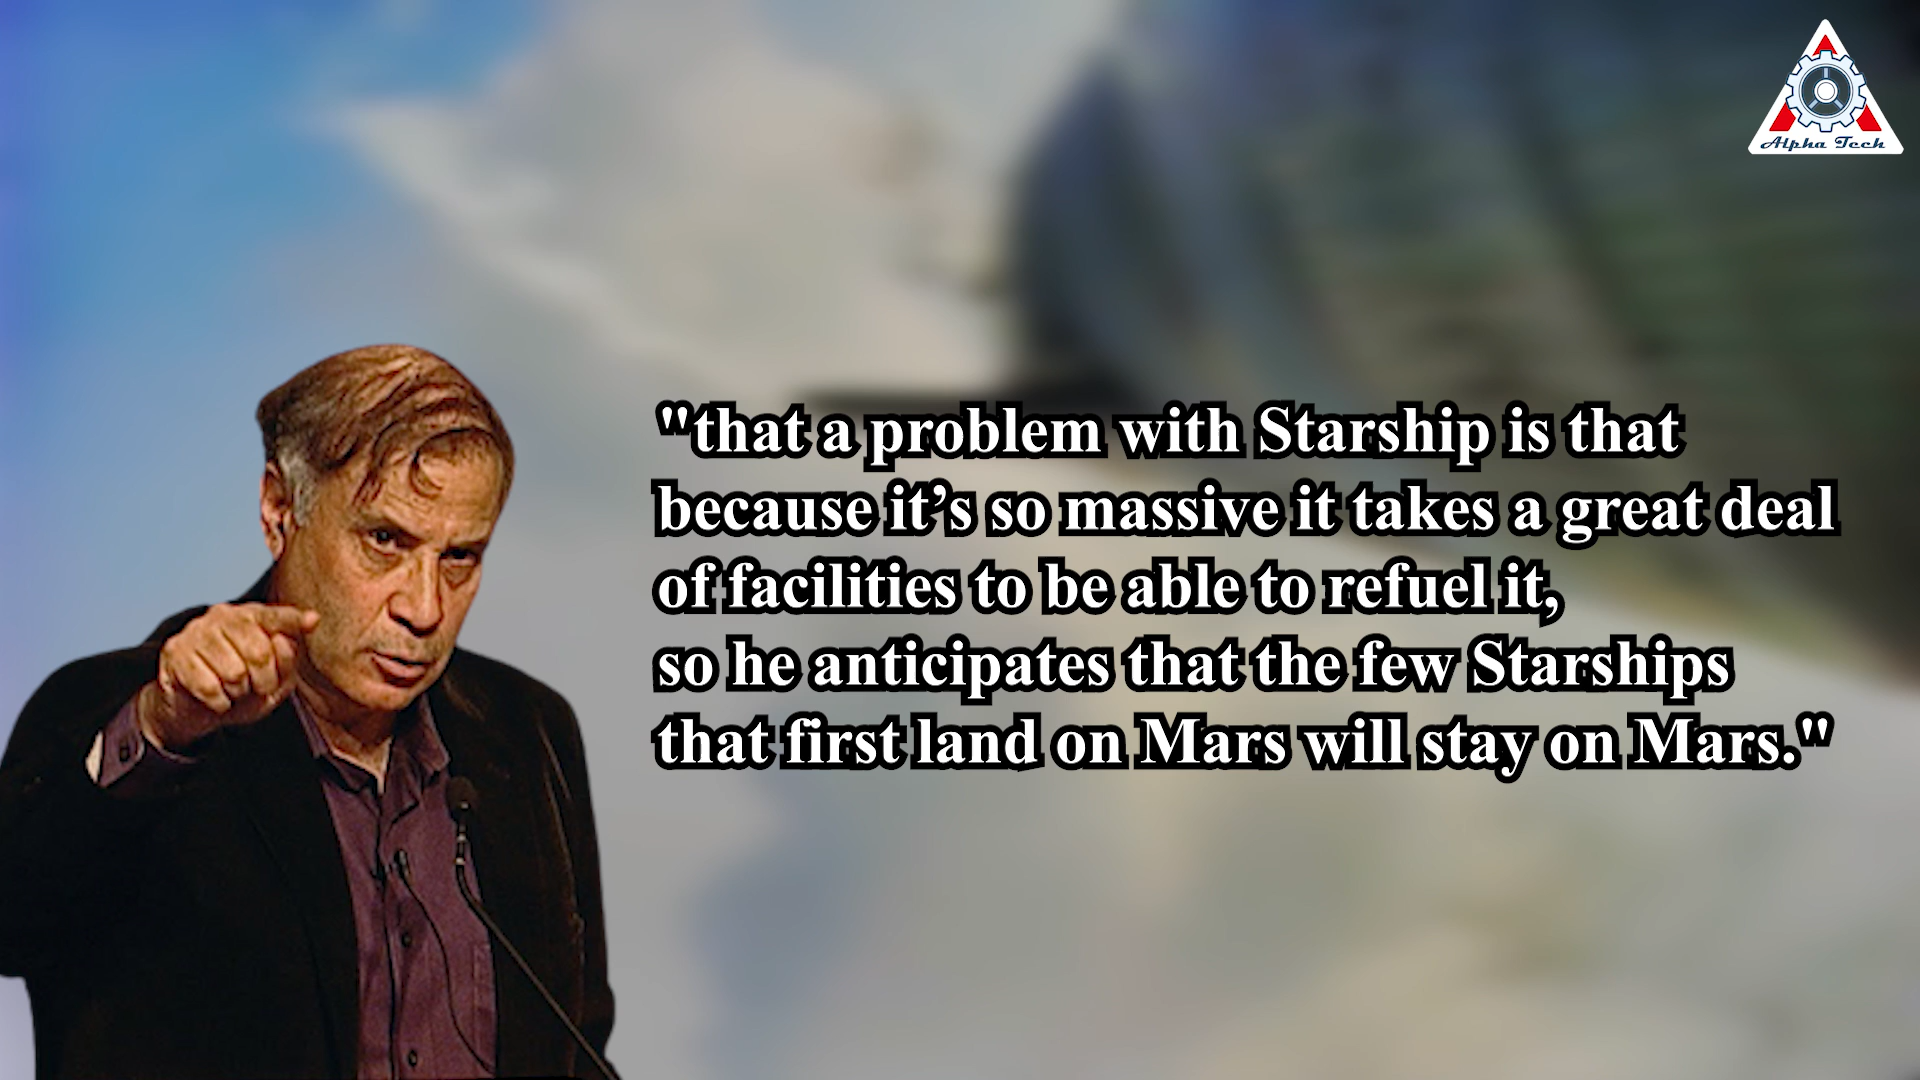 Alpha Tech
"that a problem with Starship is that
because it’s so massive it takes a great deal
of facilities to be able to refuel it,
so he anticipates that the few Starships
that first land on Mars will stay on Mars."